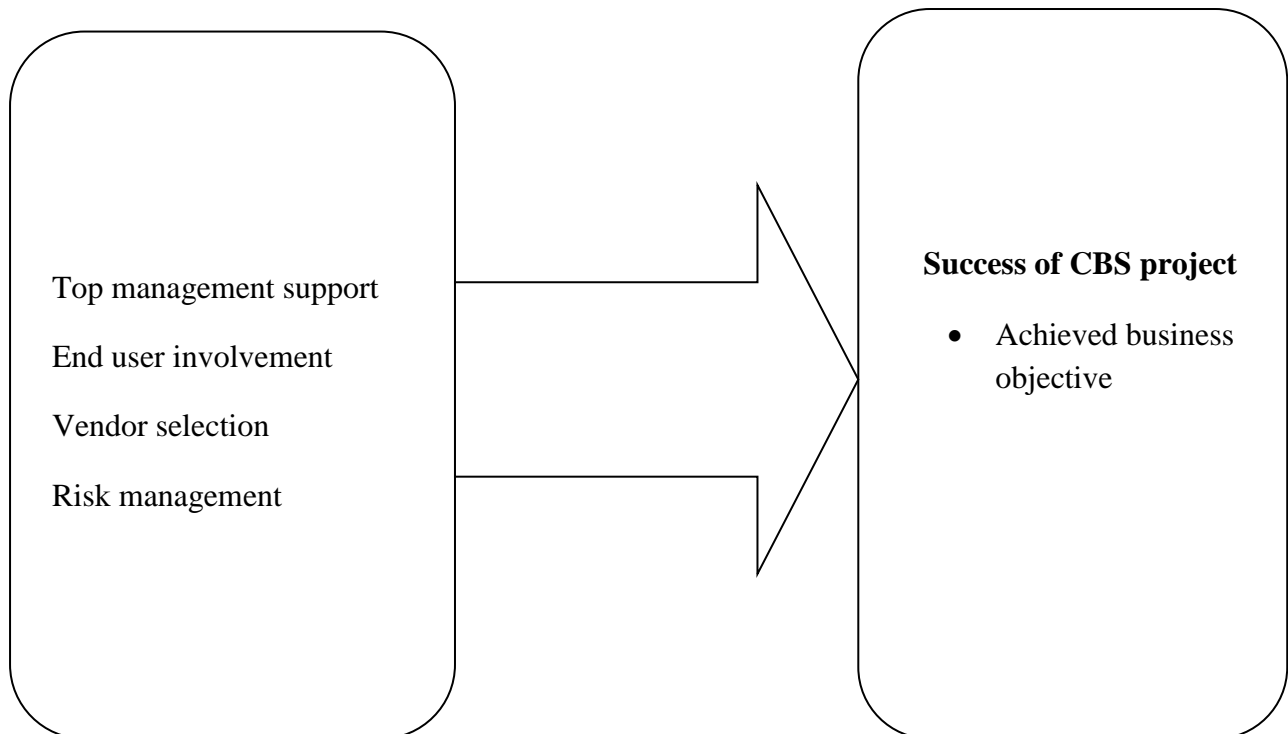 Top management support
End user involvement
Vendor selection
Risk management
Success of CBS project
• Achieved business
objective